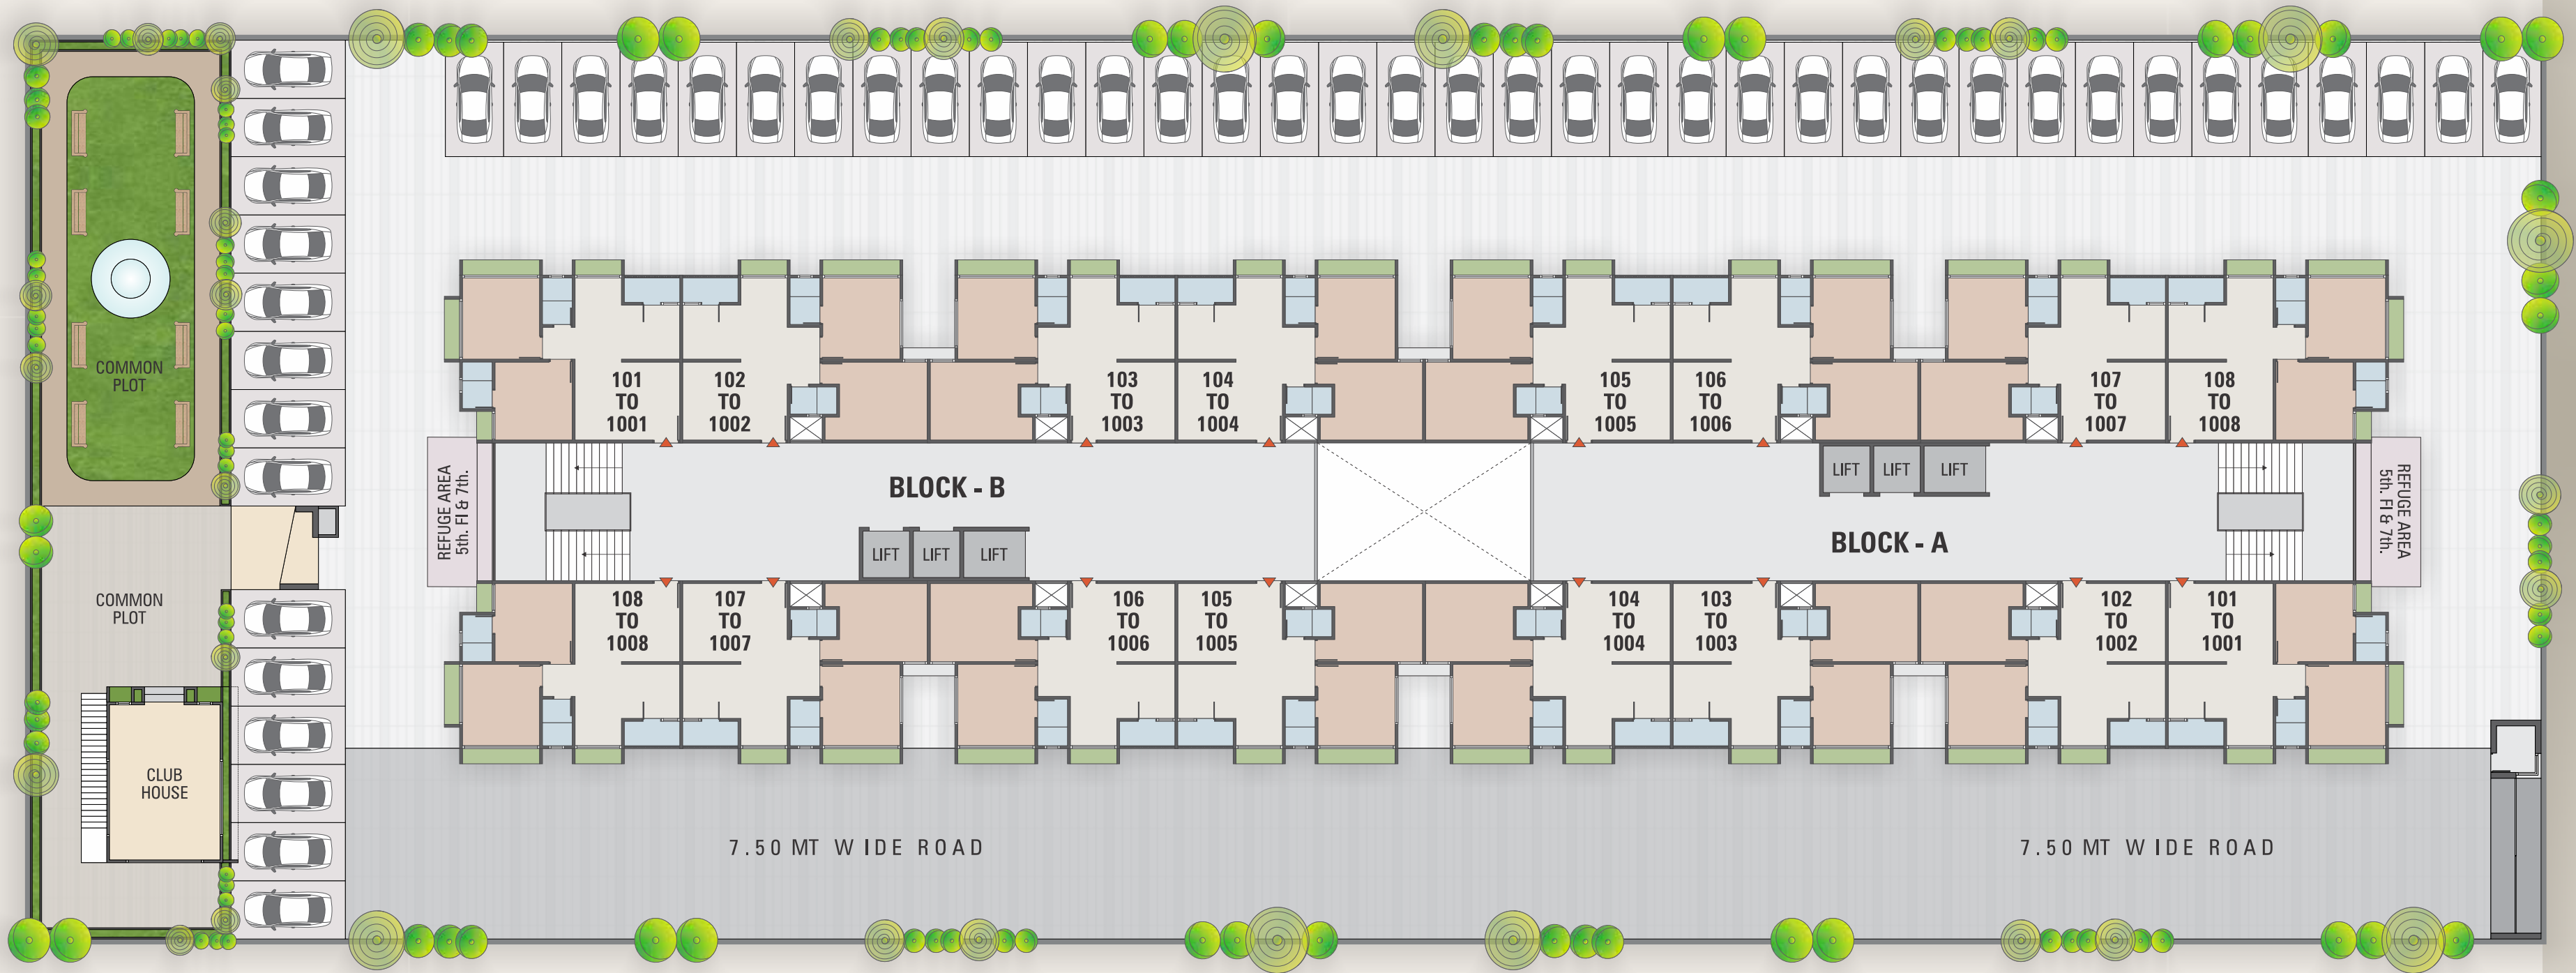 COMMON
PLOT
101
TO
1001
102
TO
1002
103
TO
1003
104
TO
1004
105
TO
1005
106
TO
1006
107
TO
1007
108
TO
1008
REFUGE AREA
5th. Fl & 7th.
BLOCK - B
LIFT
LIFT
LIFT
LIFT
LIFT
LIFT
BLOCK - A
REFUGE AREA
5th. Fl & 7th.
COMMON
PLOT
108
TO
1008
107
TO
1007
106
TO
1006
105
TO
1005
104
TO
1004
103
TO
1003
102
TO
1002
101
TO
1001
CLUB
HOUSE
7.50 MT WIDE ROAD
7.50 MT WIDE ROAD